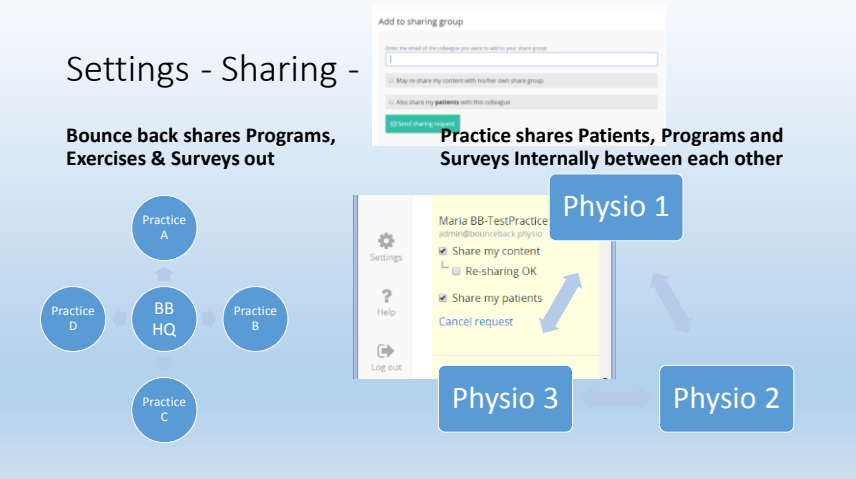 Add to sharing group
Enter the email of the colleague you want to add to your share group:
May re-share my content with his/her own share group
Also share my patients with this colleague
Send sharing request
Settings - Sharing -
Bounce back shares Programs,
Exercises & Surveys out
Practice
A
Practice
D
BB
HQ
Practice
B
Practice
C
Practice shares Patients, Programs and
Surveys Internally between each other
Physio 1
Maria BB-TestPractice
admin@bounceback.physio
Settings
Share my content
Re-sharing OK
Help
Share my patients
Cancel request
Log out
Physio 3
Physio 2